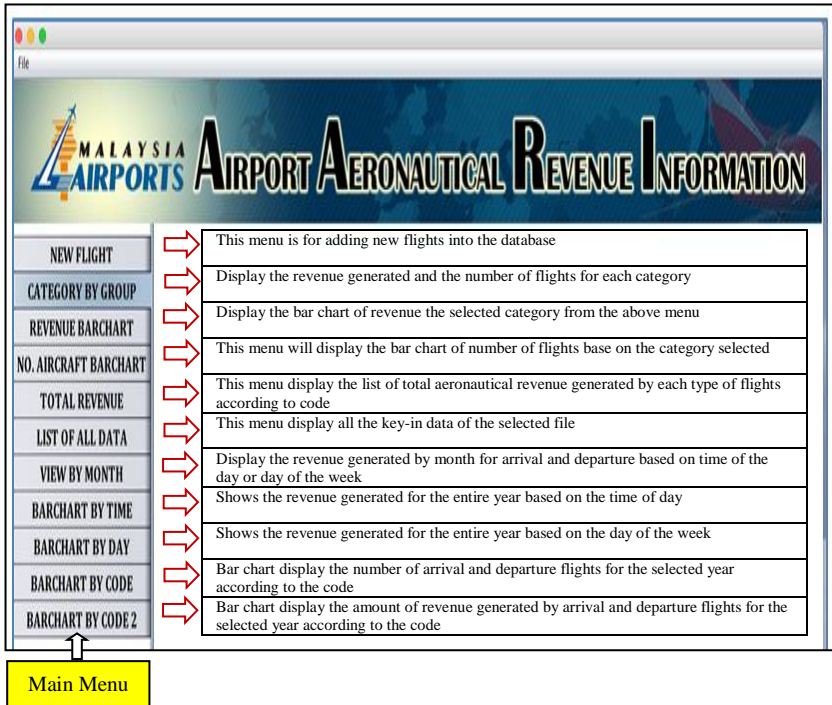 File
MALAYSIA
AIRPORTS
AIRPORT AERONAUTICAL REVENUE INFORMATION
NEW FLIGHT
This menu is for adding new flights into the database
CATEGORY BY GROUP
Display the revenue generated and the number of flights for each category
REVENUE BARCHART
Display the bar chart of revenue the selected category from the above menu
NO. AIRCRAFT BARCHART
This menu will display the bar chart of number of flights base on the category selected
TOTAL REVENUE
This menu display the list of total aeronautical revenue generated by each type of flights
according to code
LIST OF ALL DATA
This menu display all the key-in data of the selected file
VIEW BY MONTH
Display the revenue generated by month for arrival and departure based on time of the
day or day of the week
BARCHART BY TIME
Shows the revenue generated for the entire year based on the time of day
BARCHART BY DAY
Shows the revenue generated for the entire year based on the day of the week
BARCHART BY CODE
Bar chart display the number of arrival and departure flights for the selected year
according to the code
BARCHART BY CODE 2
Bar chart display the amount of revenue generated by arrival and departure flights for the
selected year according to the code
Main Menu